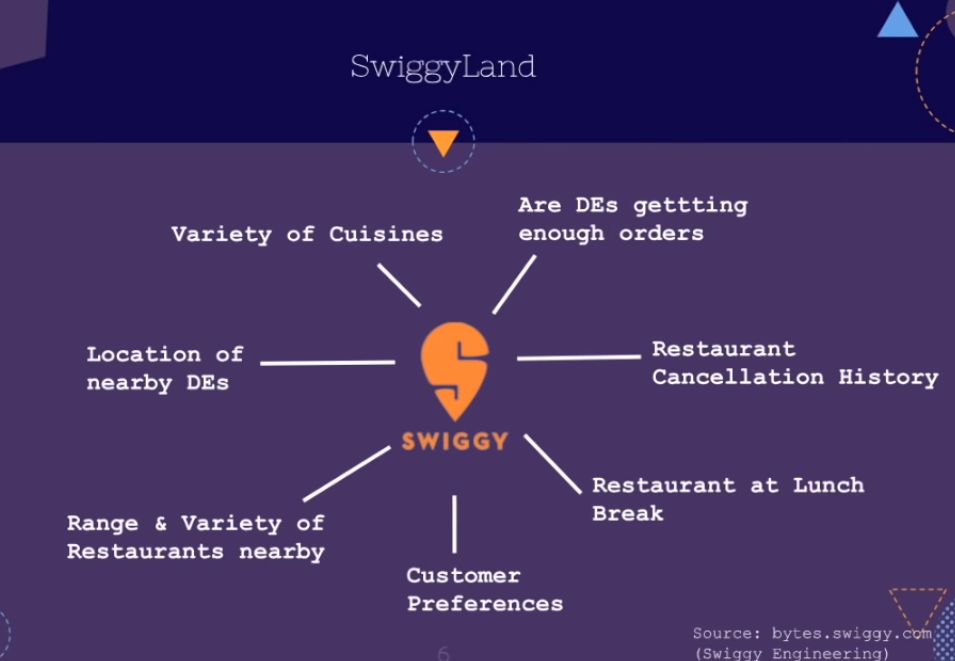 SwiggyLand
Variety of Cuisines
Are DEs gettting
enough orders
Location of
nearby DEs
Restaurant
Cancellation History
SWIGGY
Range & Variety of
Restaurants nearby
Restaurant at Lunch
Break
Customer
Preferences
Source: bytes.swiggy.com
(Swiggy Engineering)
6